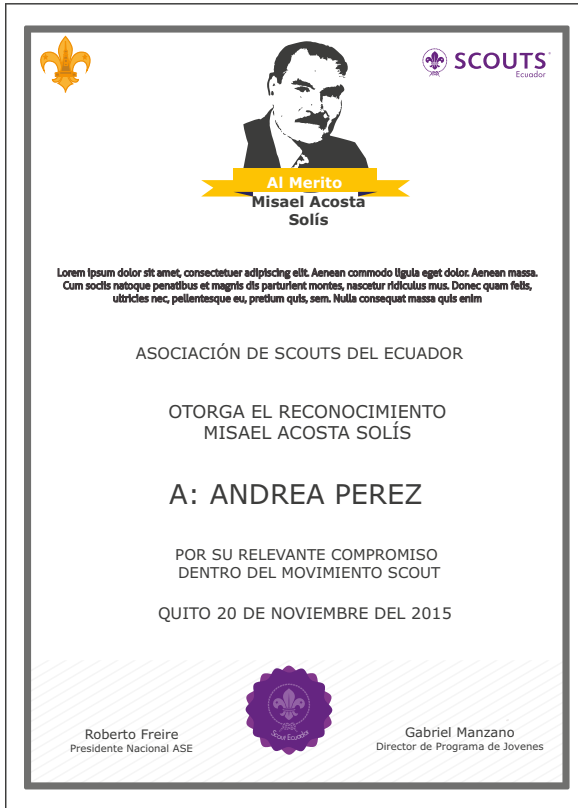 SCOUTS
Ecuador
Al Merito
Misael Acosta
Solís
Lorem ipsum dolor sit amet, consectetuer adipiscing elit. Aenean commodo ligula eget dolor. Aenean massa.
Cum sociis natoque penatibus et magnis dis parturient montes, nascetur ridiculus mus. Donec quam felis,
ultricies nec, pellentesque eu, pretium quis, sem. Nulla consequat massa quis enim
ASOCIACIÓN DE SCOUTS DEL ECUADOR
OTORGA EL RECONOCIMIENTO
MISAEL ACOSTA SOLÍS
A: ANDREA PEREZ
POR SU RELEVANTE COMPROMISO
DENTRO DEL MOVIMIENTO SCOUT
QUITO 20 DE NOVIEMBRE DEL 2015
Scout Ecuador
Roberto Freire
Presidente Nacional ASE
Gabriel Manzano
Director de Programa de Jovenes